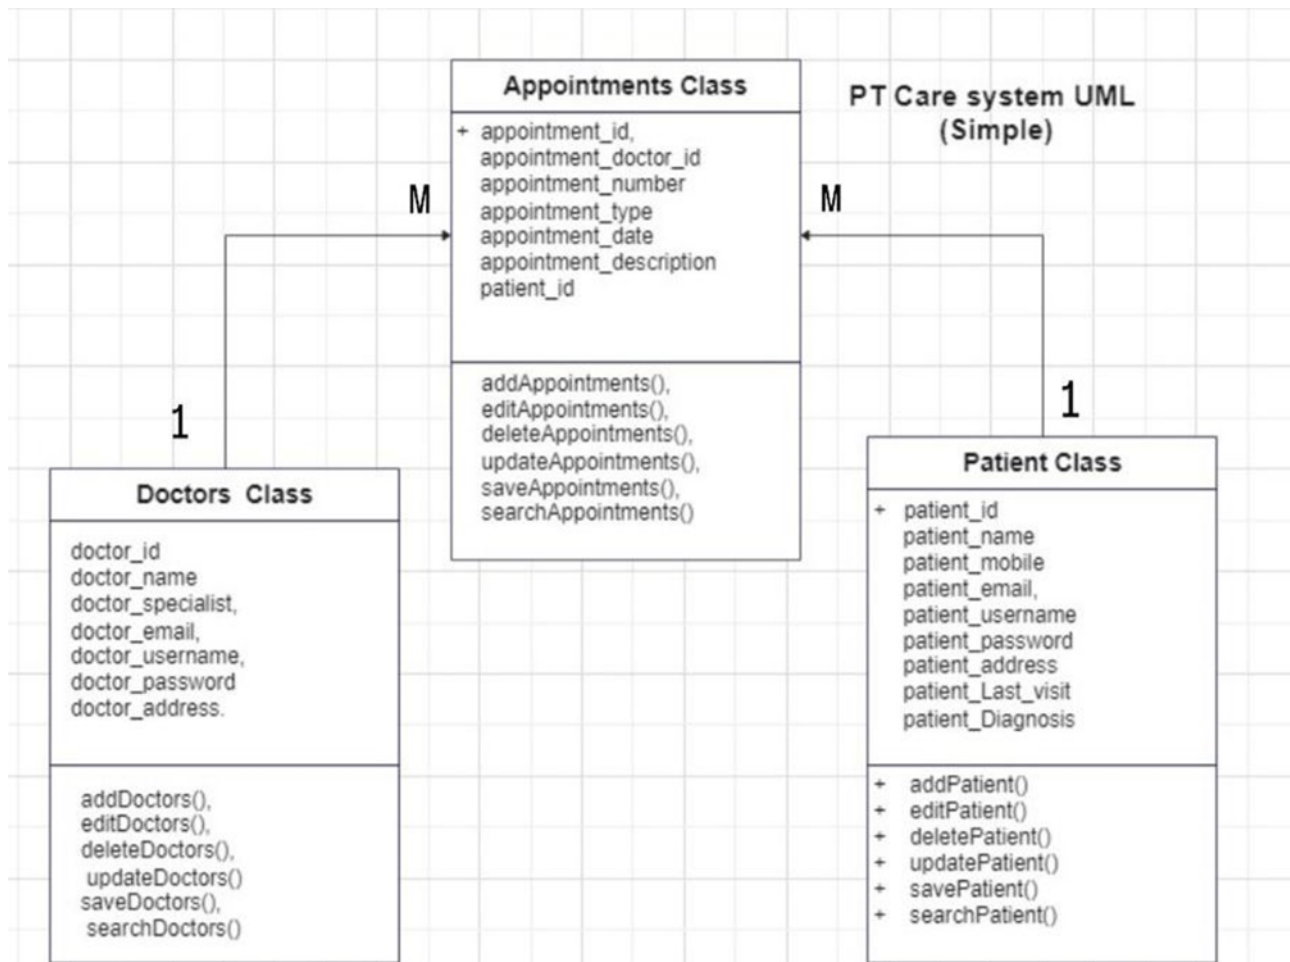 Appointments Class
+ appointment_id,
appointment_doctor_id
appointment_number
appointment_type
appointment_date
appointment_description
patient_id
addAppointments(),
editAppointments(),
deleteAppointments(),
updateAppointments(),
saveAppointments(),
searchAppointments()
PT Care system UML
(Simple)
M
M
1
1
Doctors Class
doctor_id
doctor_name
doctor_specialist,
doctor_email,
doctor_username,
doctor_password
doctor_address.
addDoctors(),
editDoctors(),
deleteDoctors(),
updateDoctors()
saveDoctors(),
searchDoctors()
Patient Class
+ patient_id
patient_name
patient_mobile
patient_email,
patient_username
patient_password
patient_address
patient_Last_visit
patient_Diagnosis
+ addPatient()
+ editPatient()
+ deletePatient()
+ updatePatient()
+ savePatient()
+ searchPatient()